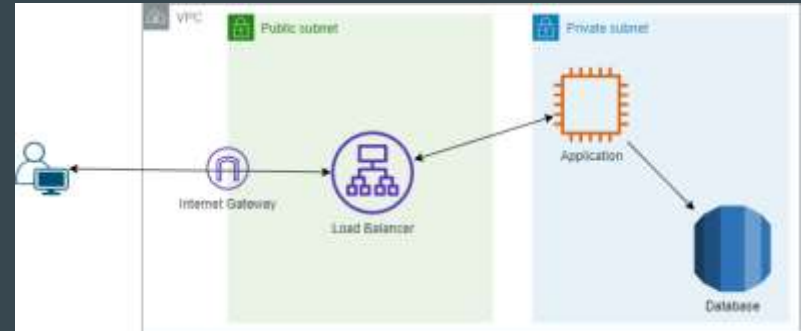 VPC
Public subnet
Private subnet
Application
Internet Gateway
Load Balancer
Database